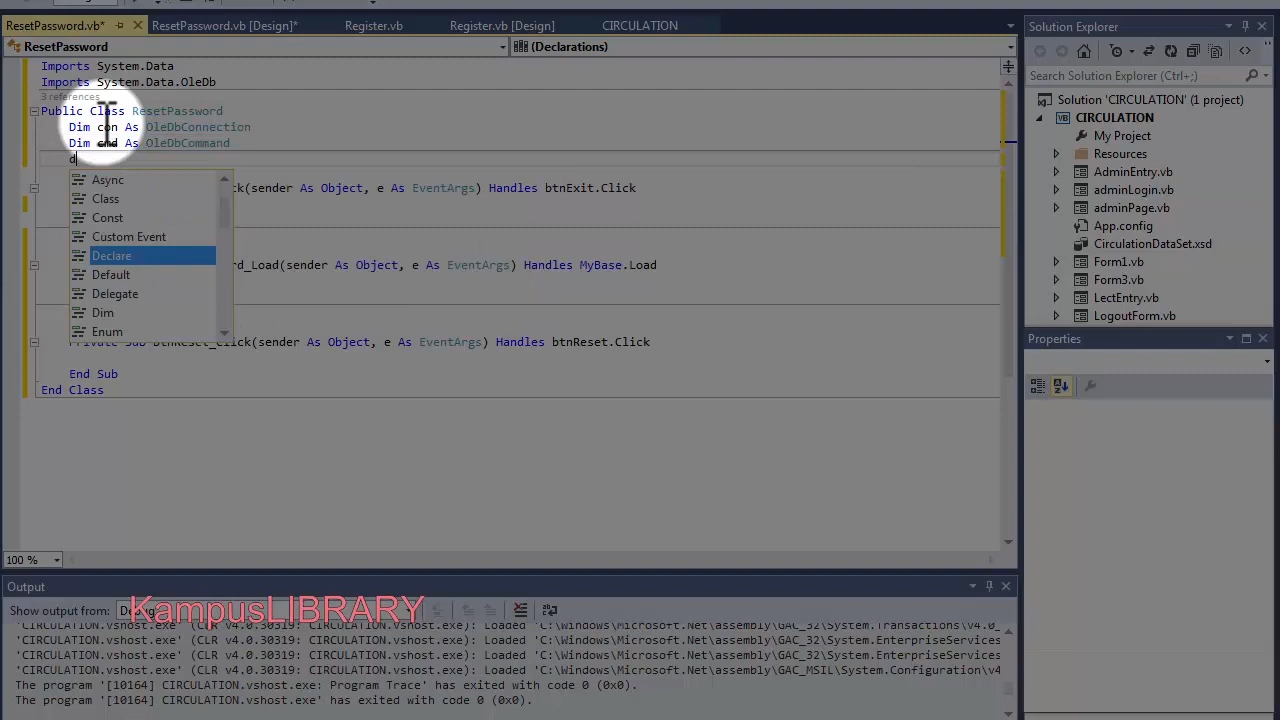 ResetPassword.vb* ResetPassword.vb [Design]* Register.vb Register.vb [Design] CIRCULATION
ResetPassword (Declarations)
Imports System.Data
Imports System.Data.OleDb
3 references
Public Class ResetPassword
Dim con As OleDbConnection
Dim cmd As OleDbCommand
d
Async
Class
Const
Custom Event
Declare
Default
Delegate
Dim
Enum
ck(sender As Object, e As EventArgs) Handles btnExit.Click
rd_Load(sender As Object, e As EventArgs) Handles MyBase.Load
Private Sub btnReset_Click(sender As Object, e As EventArgs) Handles btnReset.Click
End Sub
End Class
100 %
Solution Explorer
Search Solution Explorer (Ctrl+;)
Solution 'CIRCULATION' (1 project)
CIRCULATION
My Project
Resources
AdminEntry.vb
adminLogin.vb
adminPage.vb
App.config
CirculationDataSet.xsd
Form1.vb
Form3.vb
LectEntry.vb
LogoutForm.vb
Properties
Output
Show output from: De
KampusLIBRARY
'CIRCULATION.vshost.exe' (CLR v4.0.30319: CIRCULATION.vshost.exe): Loaded 'C:\Windows\Microsoft.Net\assembly\GAC_32\System.Transactions\v4.0_
'CIRCULATION.vshost.exe' (CLR v4.0.30319: CIRCULATION.vshost.exe): Loaded 'C:\Windows\Microsoft.Net\assembly\GAC_32\System.EnterpriseServices
'CIRCULATION.vshost.exe' (CLR v4.0.30319: CIRCULATION.vshost.exe): Loaded 'C:\Windows\Microsoft.Net\assembly\GAC_32\System.EnterpriseServices
'CIRCULATION.vshost.exe' (CLR v4.0.30319: CIRCULATION.vshost.exe): Loaded 'C:\Windows\Microsoft.Net\assembly\GAC_MSIL\System.Configuration\v4
The program '[10164] CIRCULATION.vshost.exe: Program Trace' has exited with code 0 (0x0).
The program '[10164] CIRCULATION.vshost.exe' has exited with code 0 (0x0).